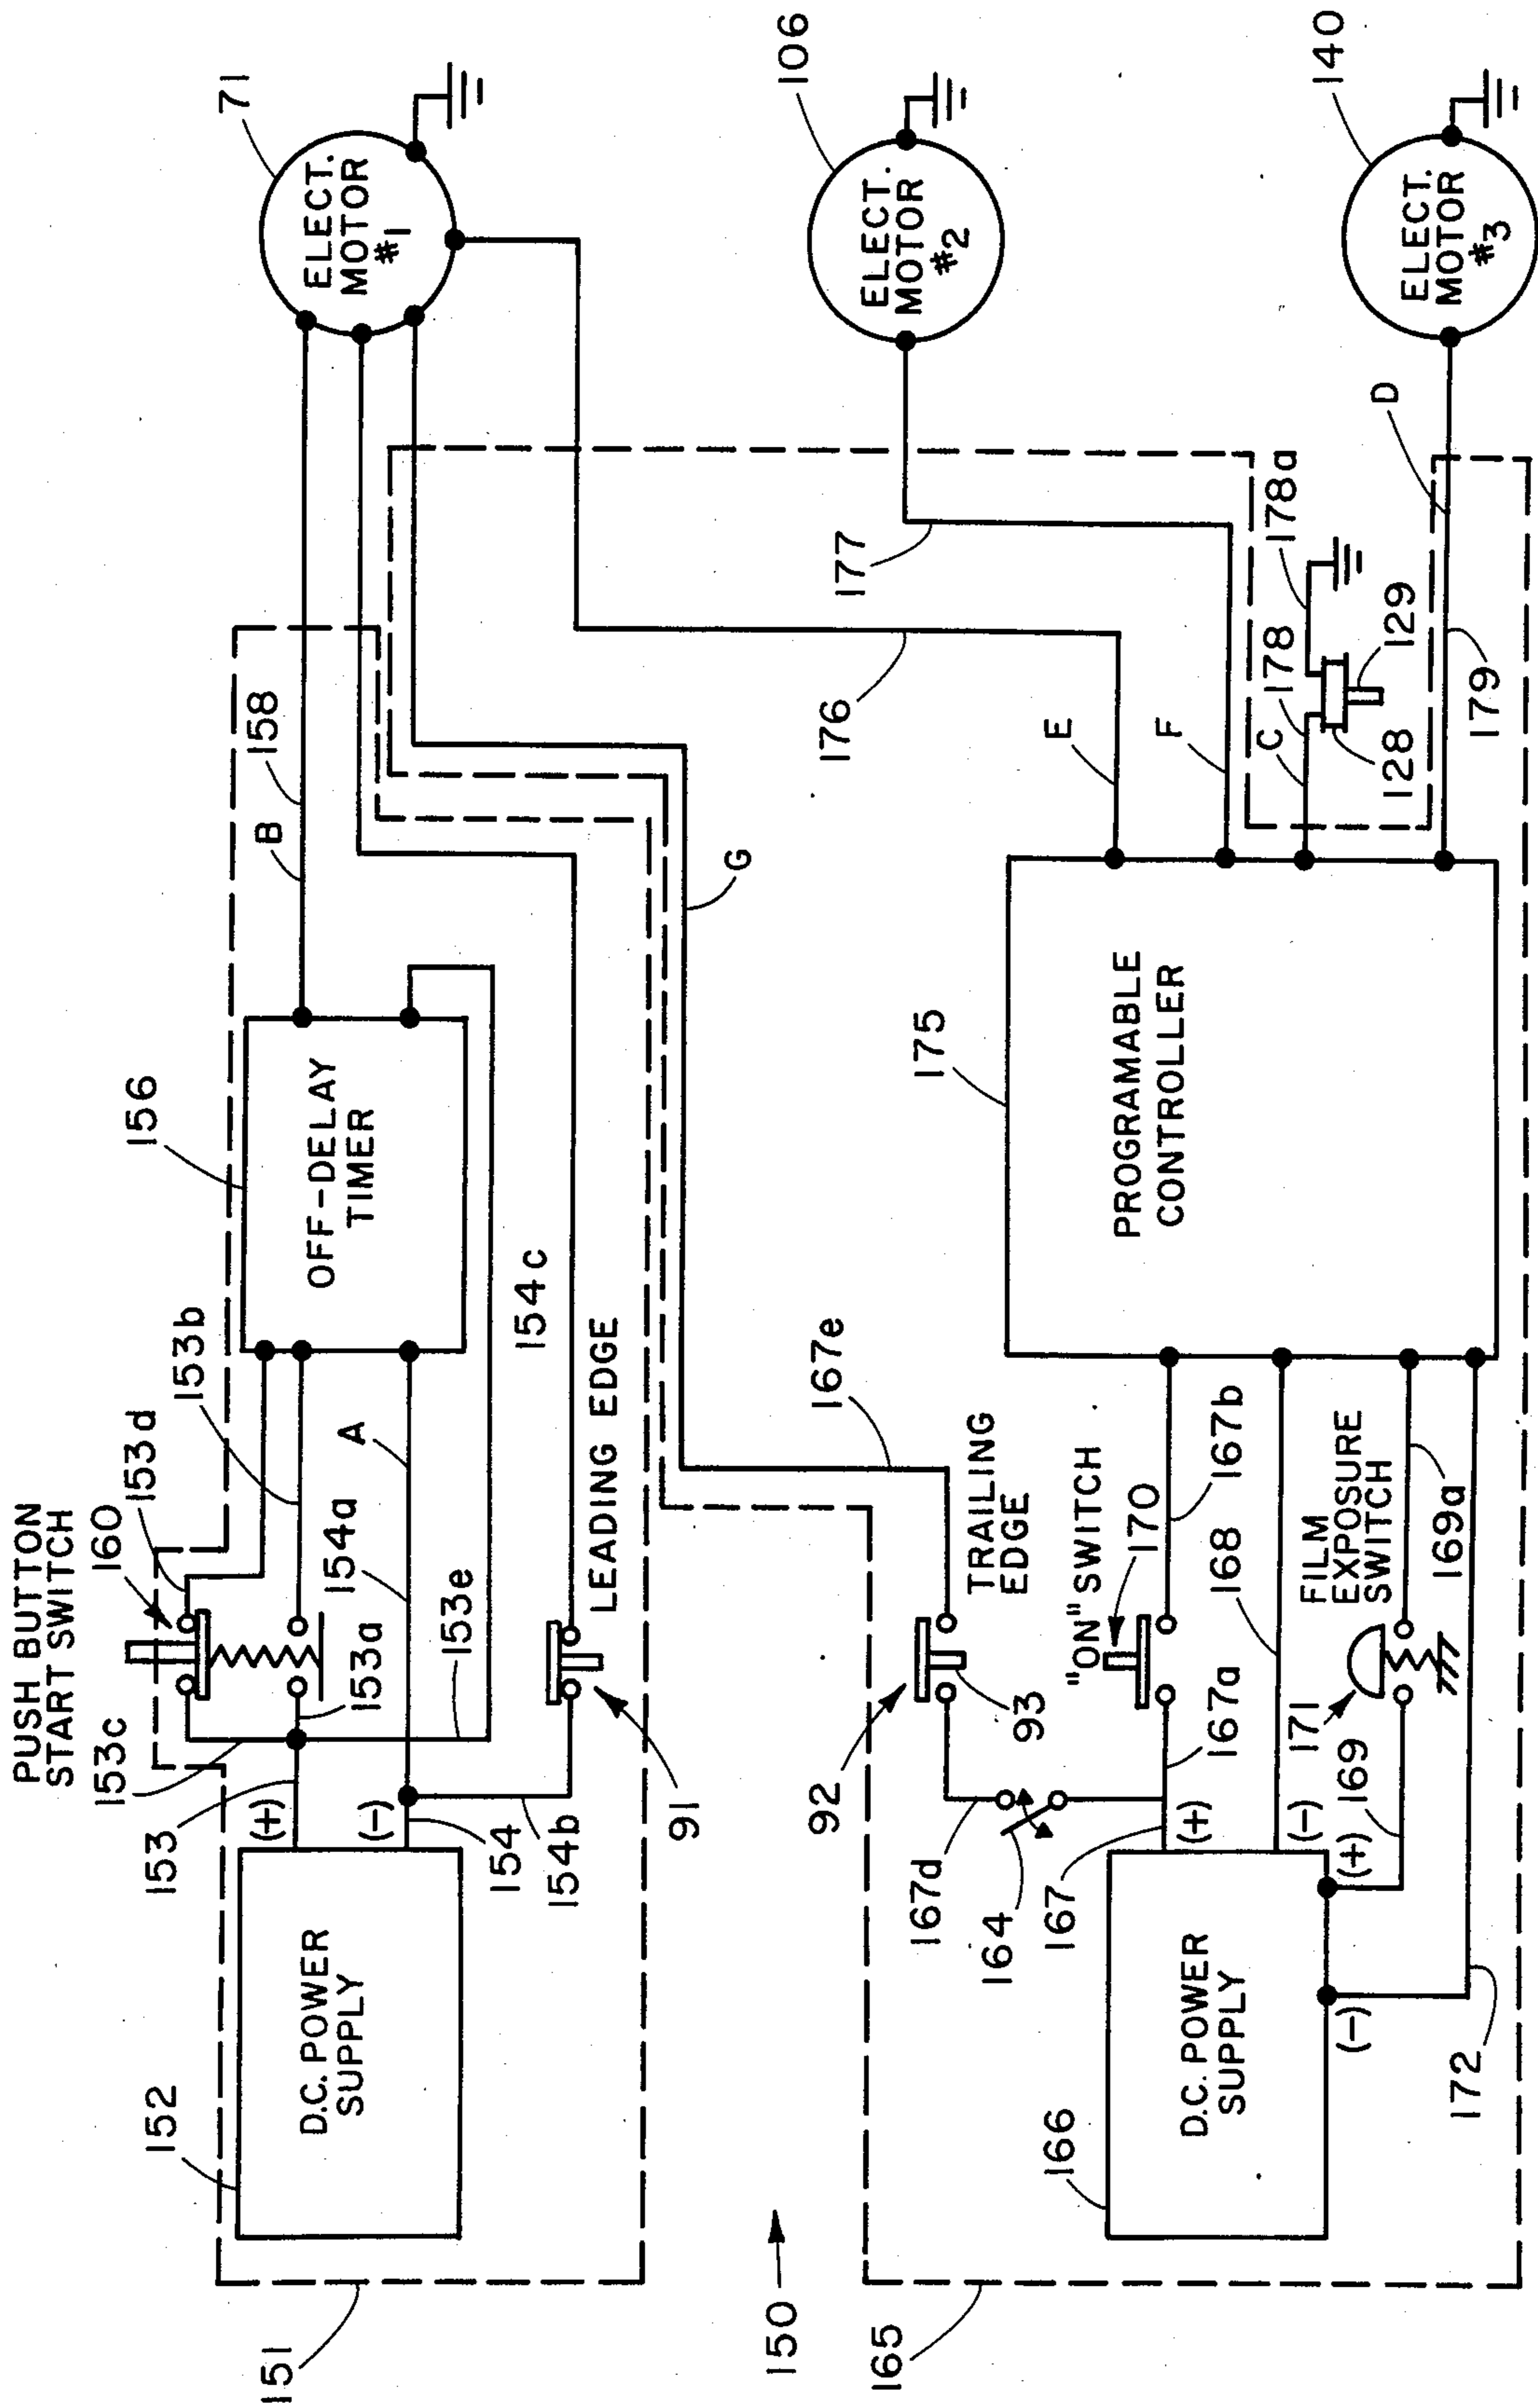 PUSH BUTTON
START SWITCH
160
153c
153d
153b
156
153
(+)
153a
154a
A
B
158
71
ELECT.
MOTOR
#1
152
D.C. POWER
SUPPLY
(-)
154
154b
153e
OFF-DELAY
TIMER
154c
LEADING EDGE
91
151
150
G
176
177
106
ELECT.
MOTOR
#2
165
92
93
TRAILING
EDGE
167e
167d
164
167
(+)
167a
"ON" SWITCH
170
167b
168
166
D.C. POWER
SUPPLY
(-)
(+)
(-)
169
171
FILM
EXPOSURE
SWITCH
169a
172
175
PROGRAMABLE
CONTROLLER
E
F
C
178
178a
128
129
179
D
140
ELECT.
MOTOR
#3